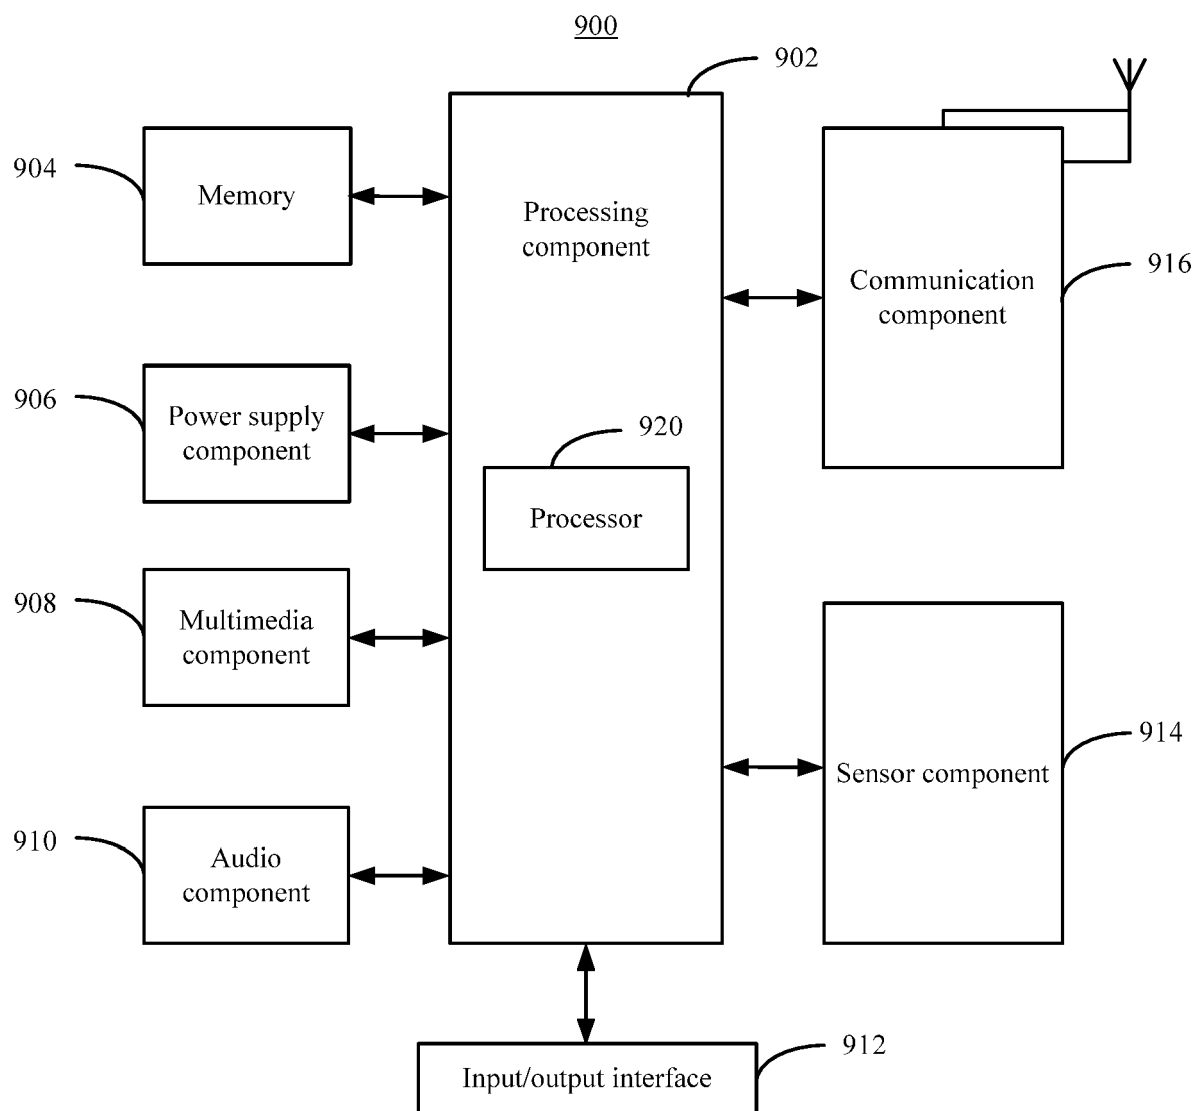 900
902
904
Memory
Processing
component
Communication
component
916
906
Power supply
component
920
Processor
908
Multimedia
component
914
Sensor component
910
Audio
component
912
Input/output interface